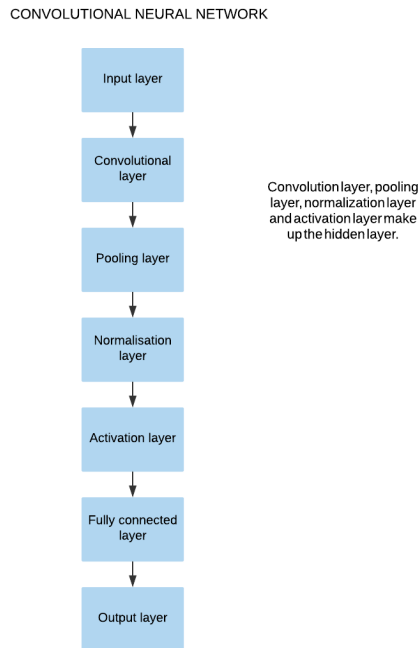 CONVOLUTIONAL NEURAL NETWORK
Input layer
Convolutional
layer
Convolution layer, pooling
layer, normalization layer
and activation layer make
up the hidden layer.
Pooling layer
Normalisation
layer
Activation layer
Fully connected
layer
Output layer